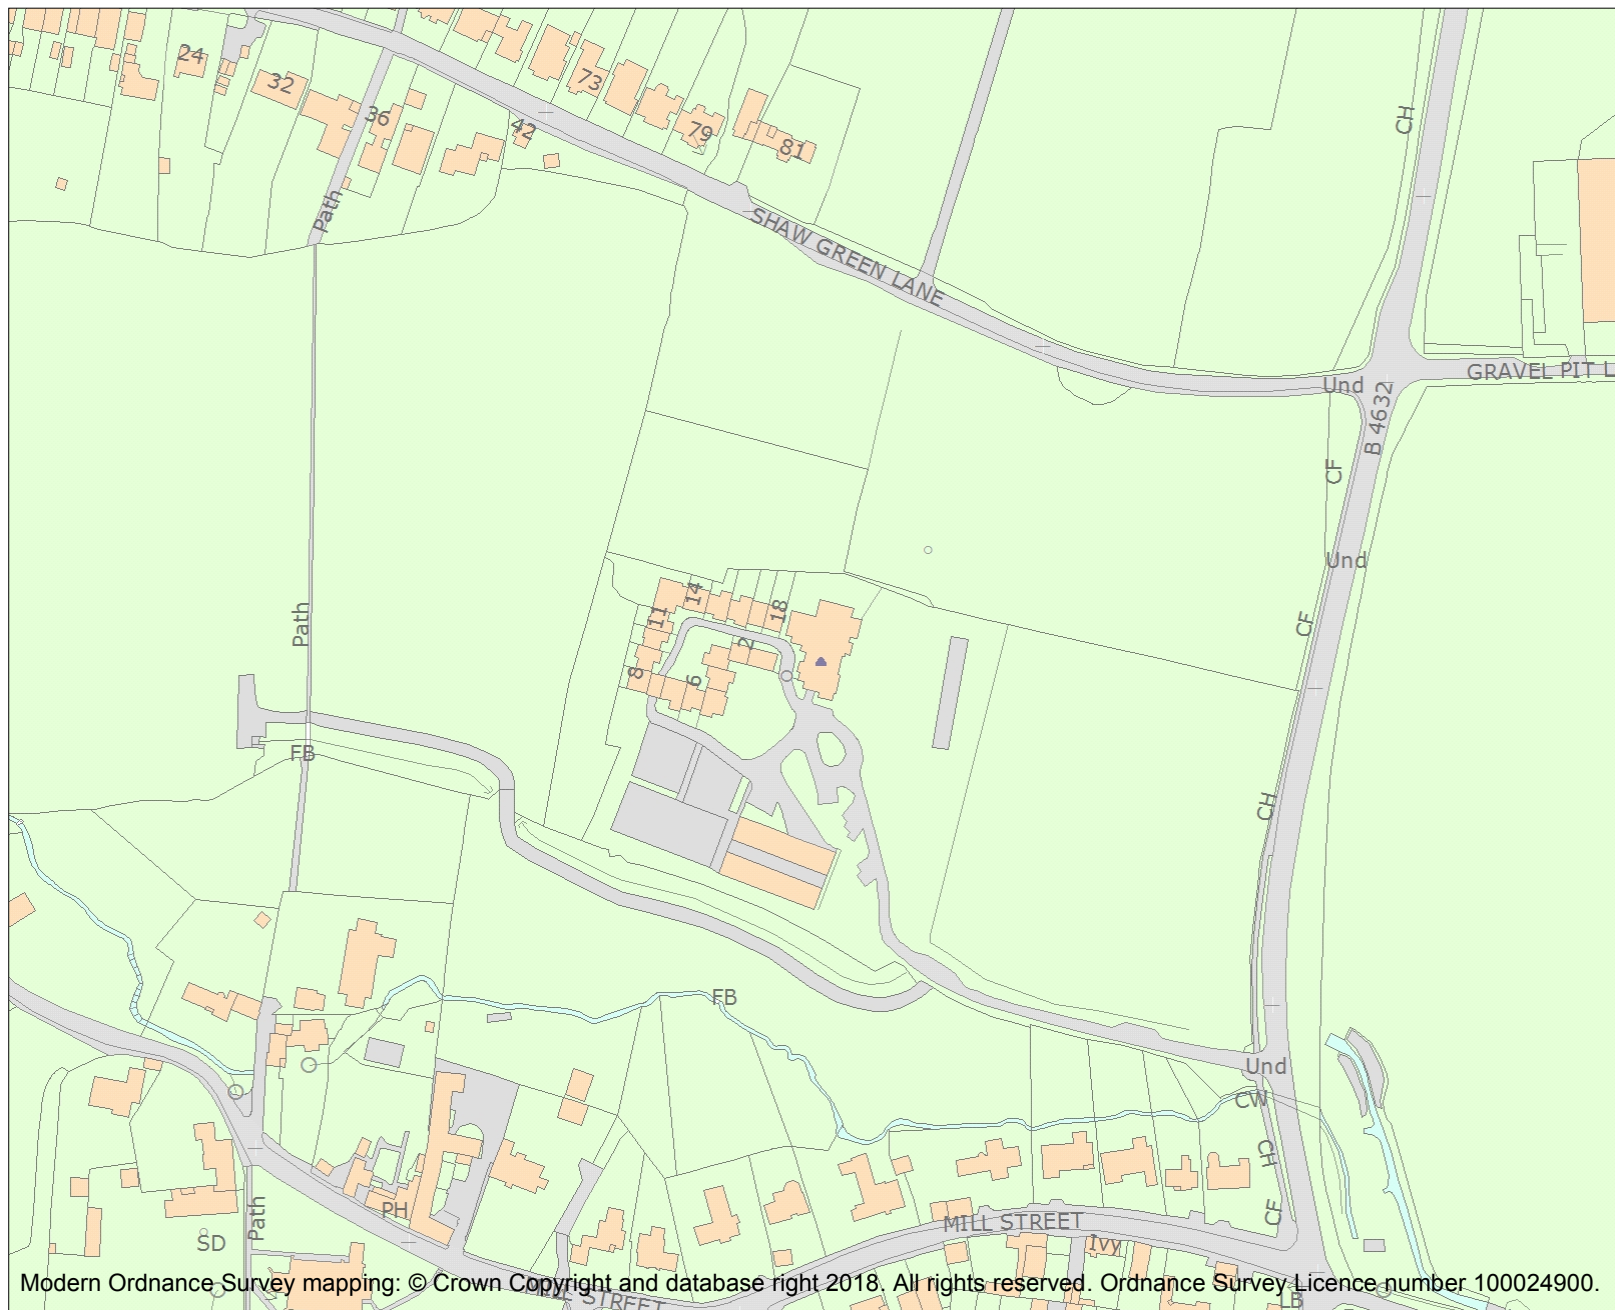 24
32
36
73
42
79
81
CH
Path
SHAW GREEN LANE
GRAVEL PIT L
Und
B 4632
CF
Und
14
11
18
2
8
6
Path
CF
FB
CH
FB
Und
CW
CH
PH
Path
SD
MILL STREET
CF
Ivy
STREET
LB
Modern Ordnance Survey mapping: © Crown Copyright and database right 2018. All rights reserved. Ordnance Survey Licence number 100024900.